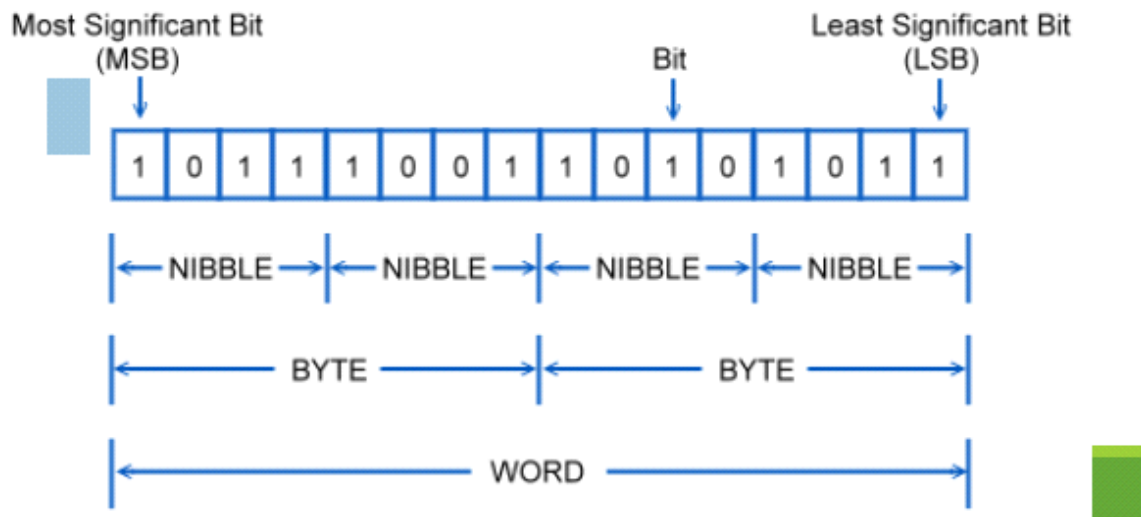 Most Significant Bit
(MSB)
Bit
Least Significant Bit
(LSB)
1 0 1 1 1 0 0 1 1 0 1 0 1 0 1 1
NIBBLE NIBBLE NIBBLE NIBBLE
BYTE BYTE
WORD